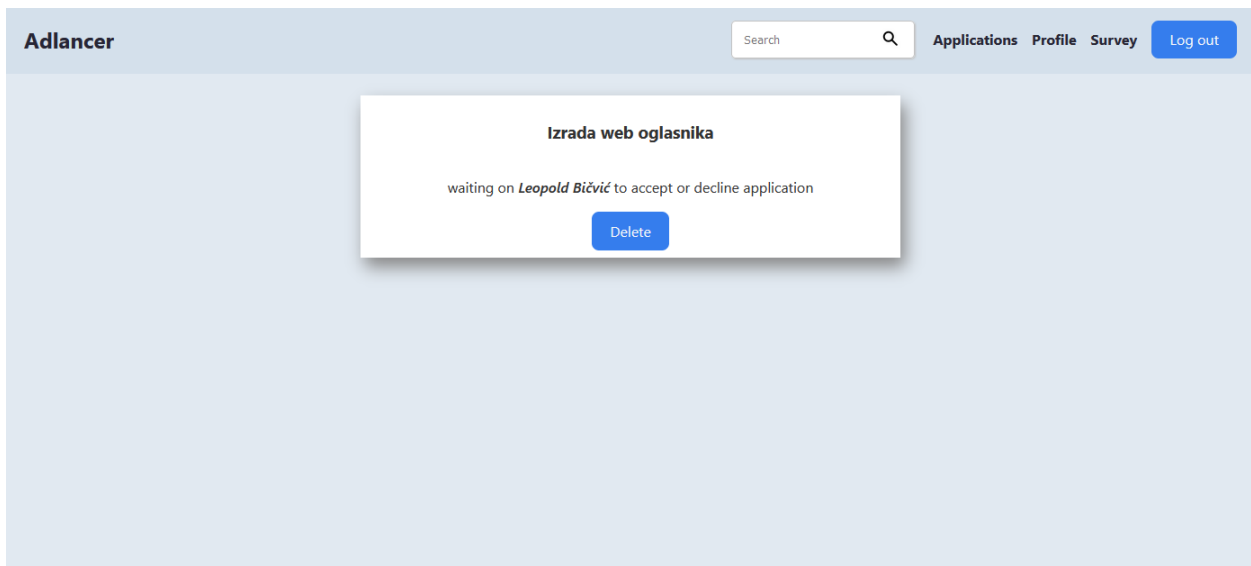 Adlancer
Search
Applications Profile Survey Log out
Izrada web oglasnika
waiting on Leopold Bičvić to accept or decline application
Delete